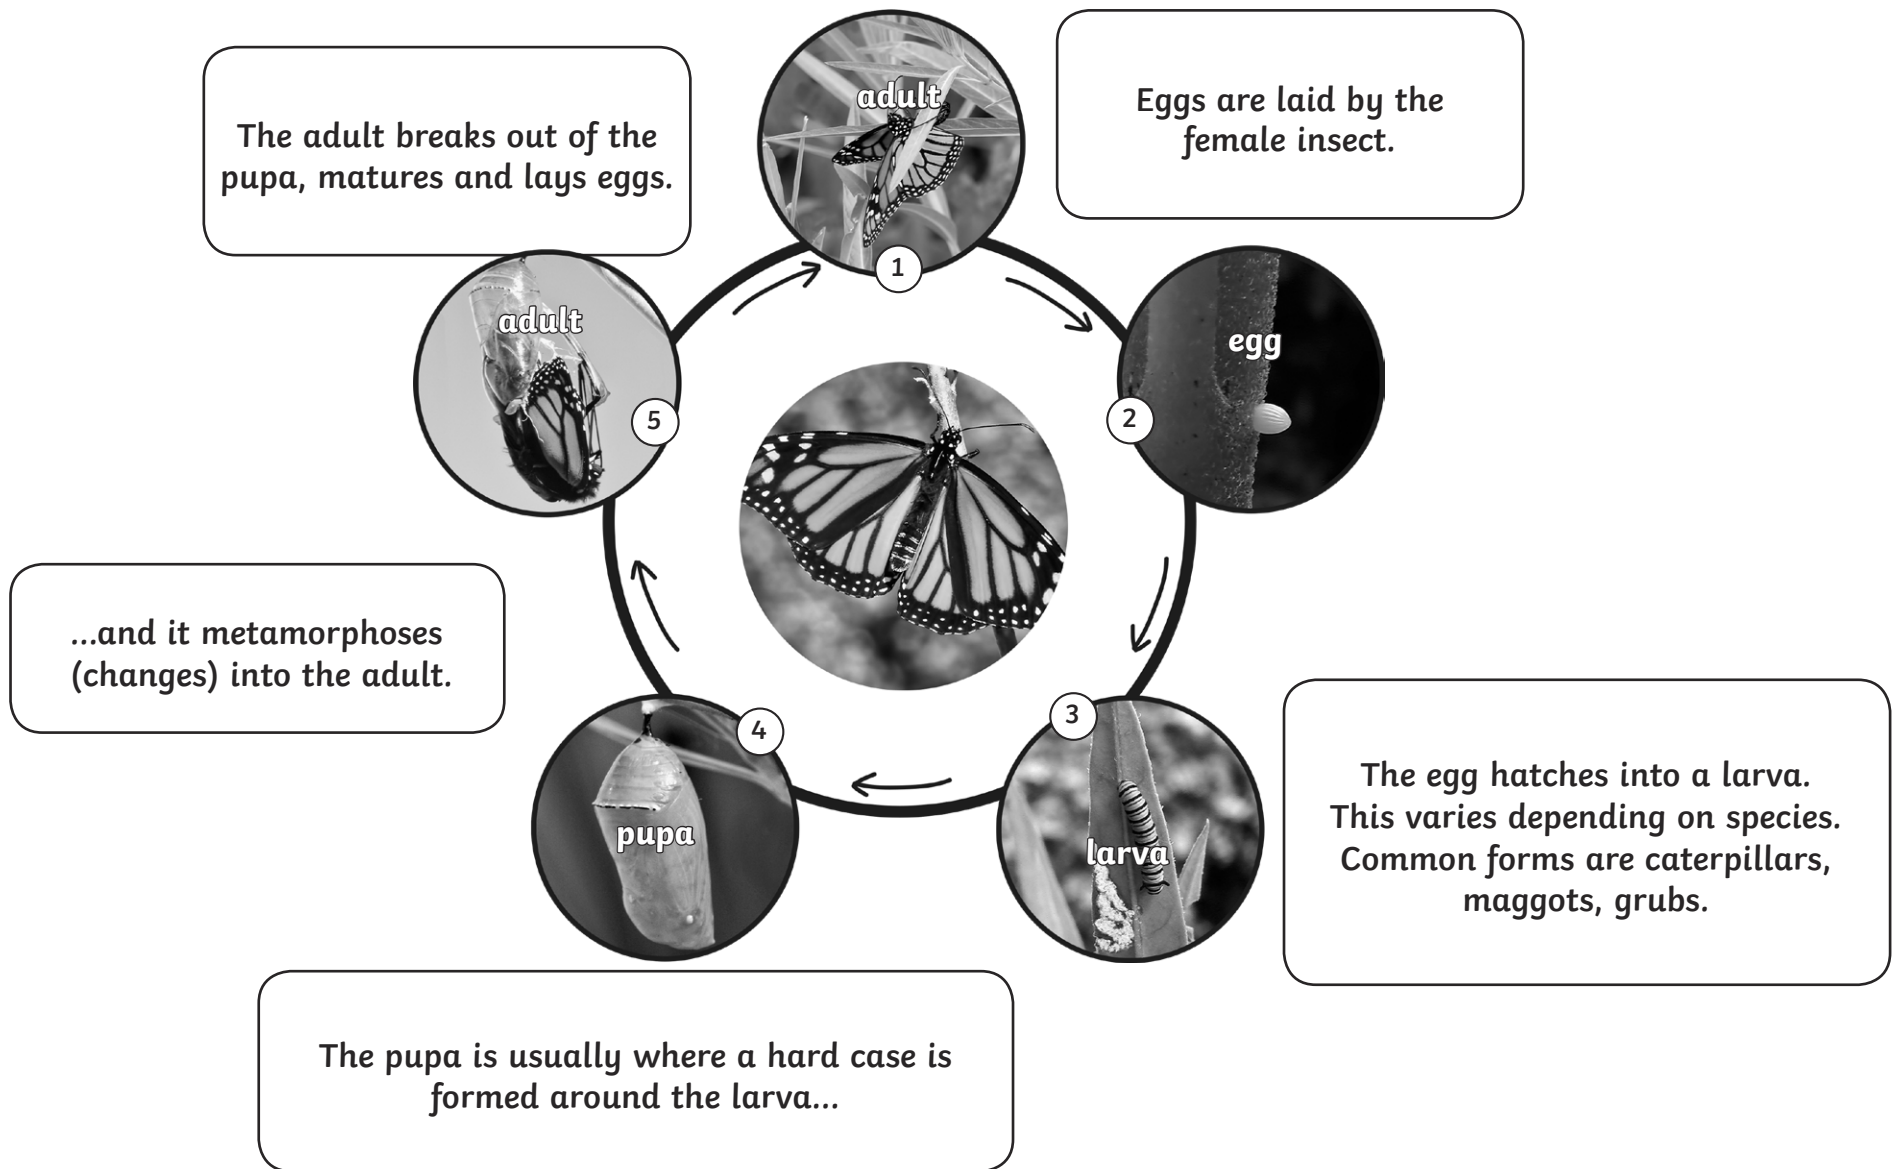 adult
1
Eggs are laid by the
female insect.
egg
2
The egg hatches into a larva.
This varies depending on species.
Common forms are caterpillars,
maggots, grubs.
3
larva
The pupa is usually where a hard case is
formed around the larva...
4
pupa
...and it metamorphoses
(changes) into the adult.
The adult breaks out of the
pupa, matures and lays eggs.
adult
5